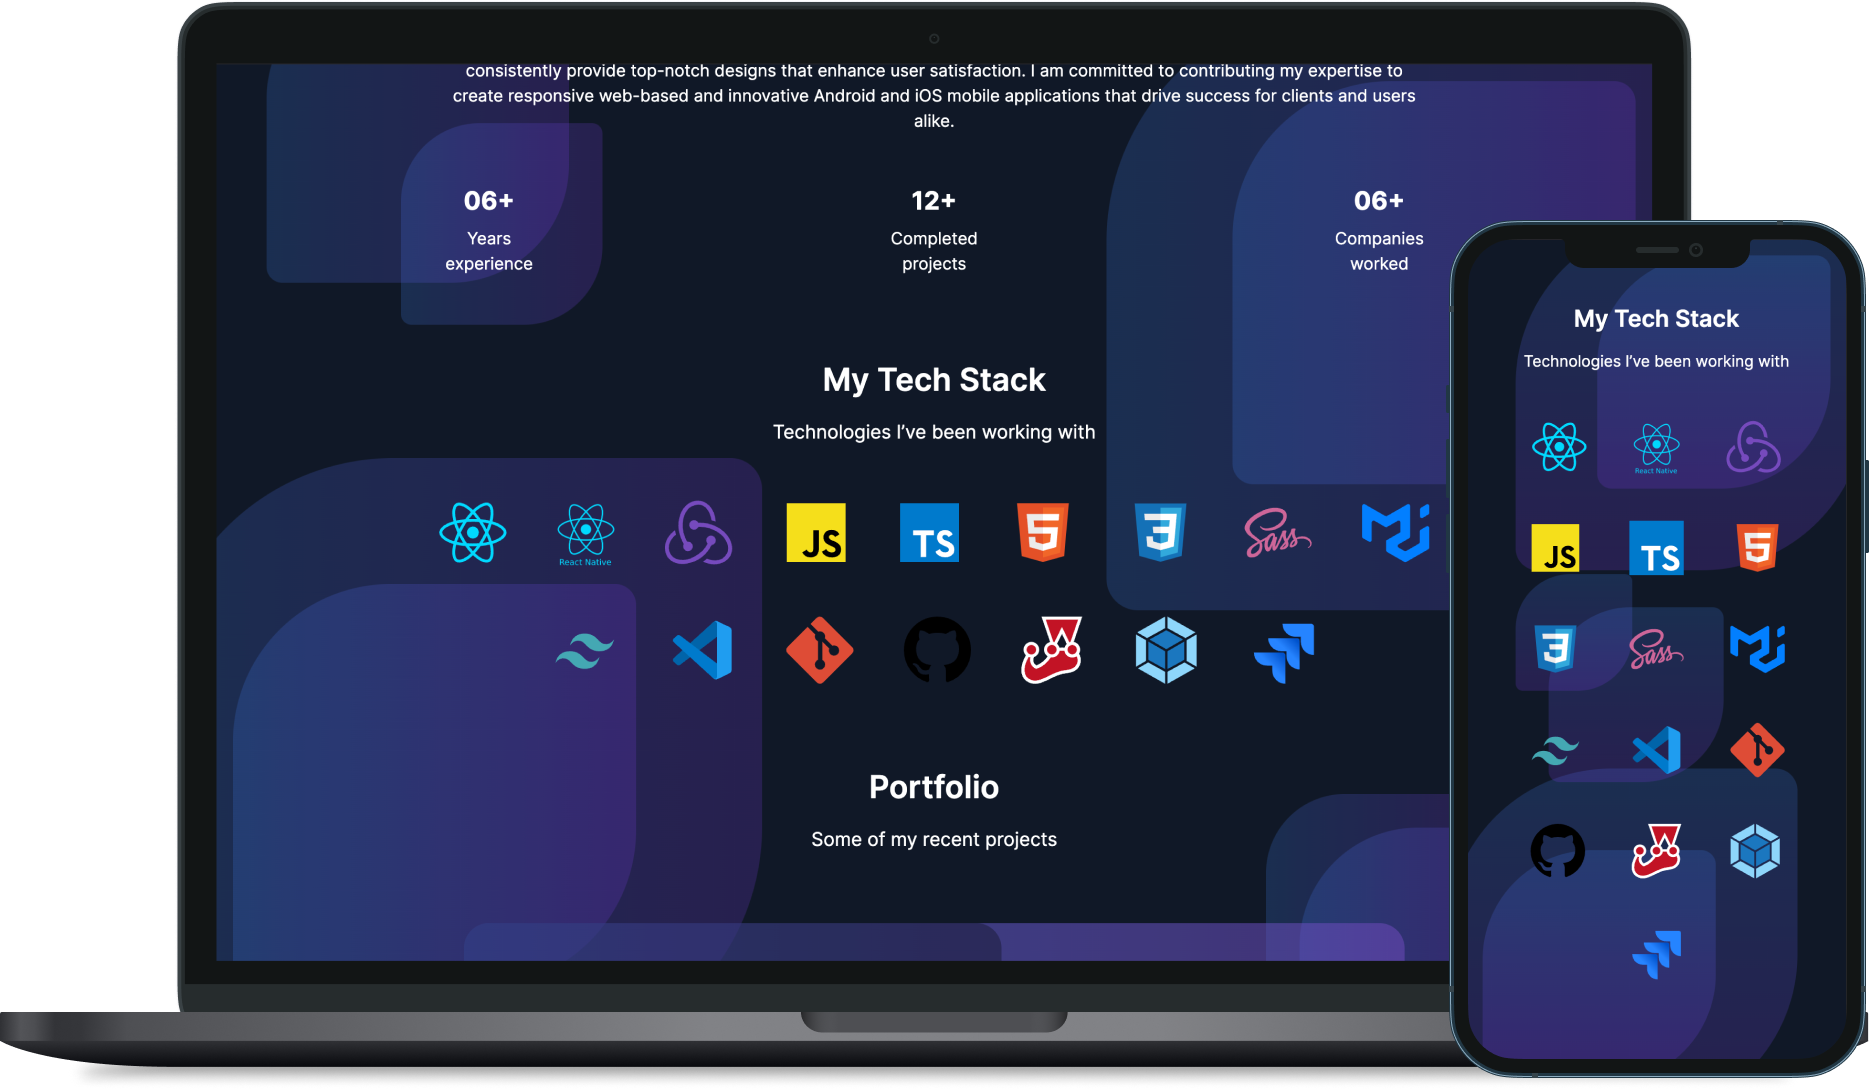 consistently provide top-notch designs that enhance user satisfaction. I am committed to contributing my expertise to
create responsive web-based and innovative Android and iOS mobile applications that drive success for clients and users
alike.
06+
Years
experience
12+
Completed
projects
06+
Companies
worked
My Tech Stack
Technologies I’ve been working with
React Native
JS
TS
5
3
Sass
Portfolio
Some of my recent projects
My Tech Stack
Technologies I’ve been working with
React Native
JS
TS
5
3
Sass